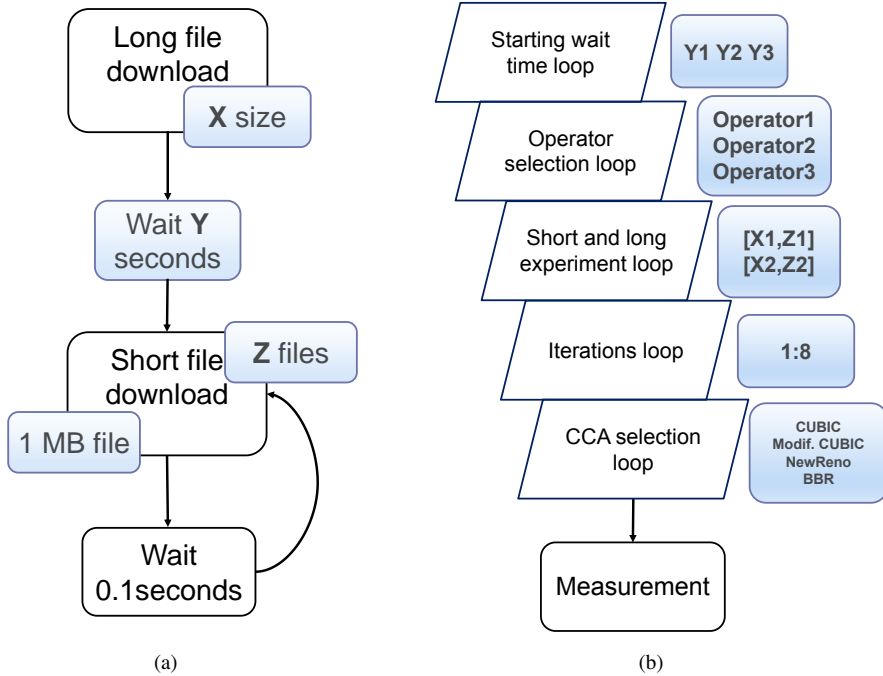 Long file
download
X size
Wait Y
seconds
Short file
download
Z files
1 MB file
Wait
0.1seconds
(a)
Starting wait
time loop
Y1 Y2 Y3
Operator
selection loop
Operator1
Operator2
Operator3
Short and long
experiment loop
[X1,Z1]
[X2,Z2]
Iterations loop
1:8
CCA selection
loop
CUBIC
Modif. CUBIC
NewReno
BBR
Measurement
(b)